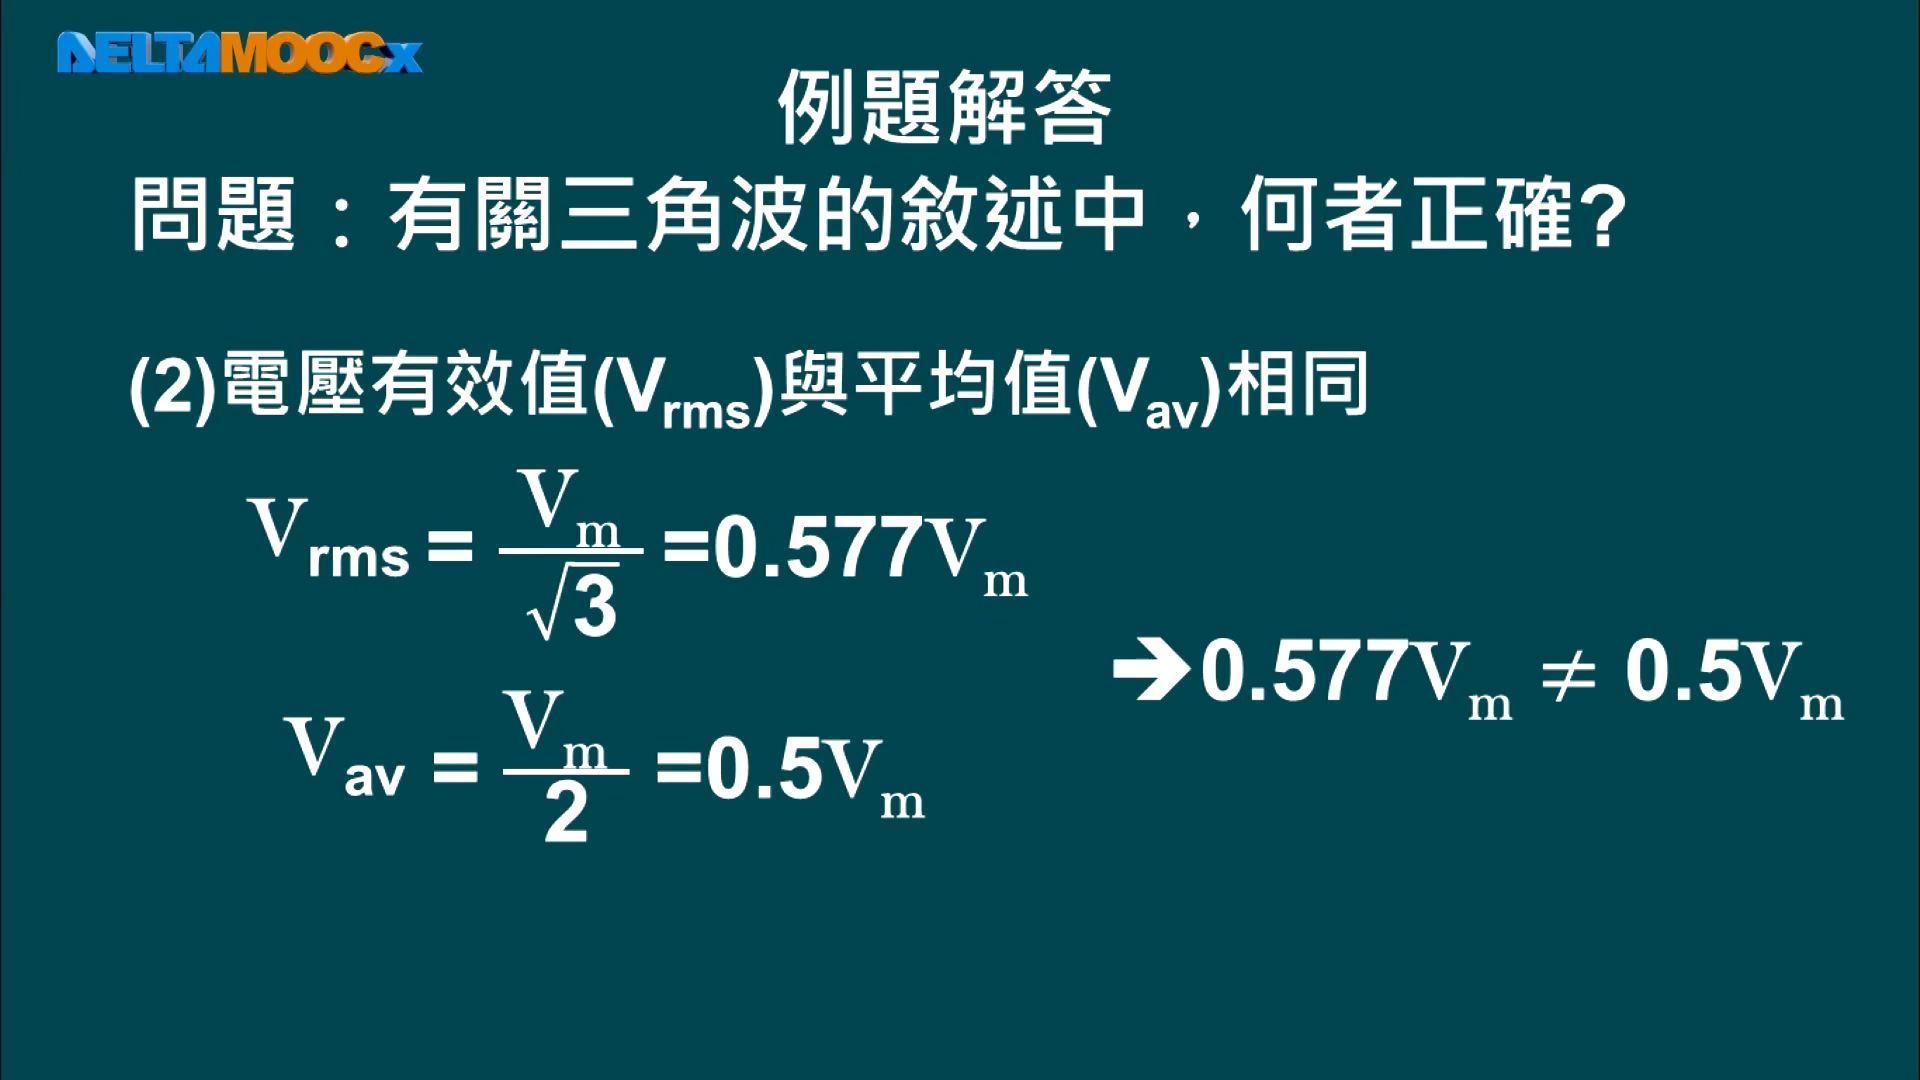 DELTAMOOCx
例題解答
問題：有關三角波的敘述中，何者正確?
(2)電壓有效值(Vrms)與平均值(Vav)相同
Vrms = Vm/√3 =0.577Vm
➔0.577Vm ≠ 0.5Vm
Vav = Vm/2 =0.5Vm